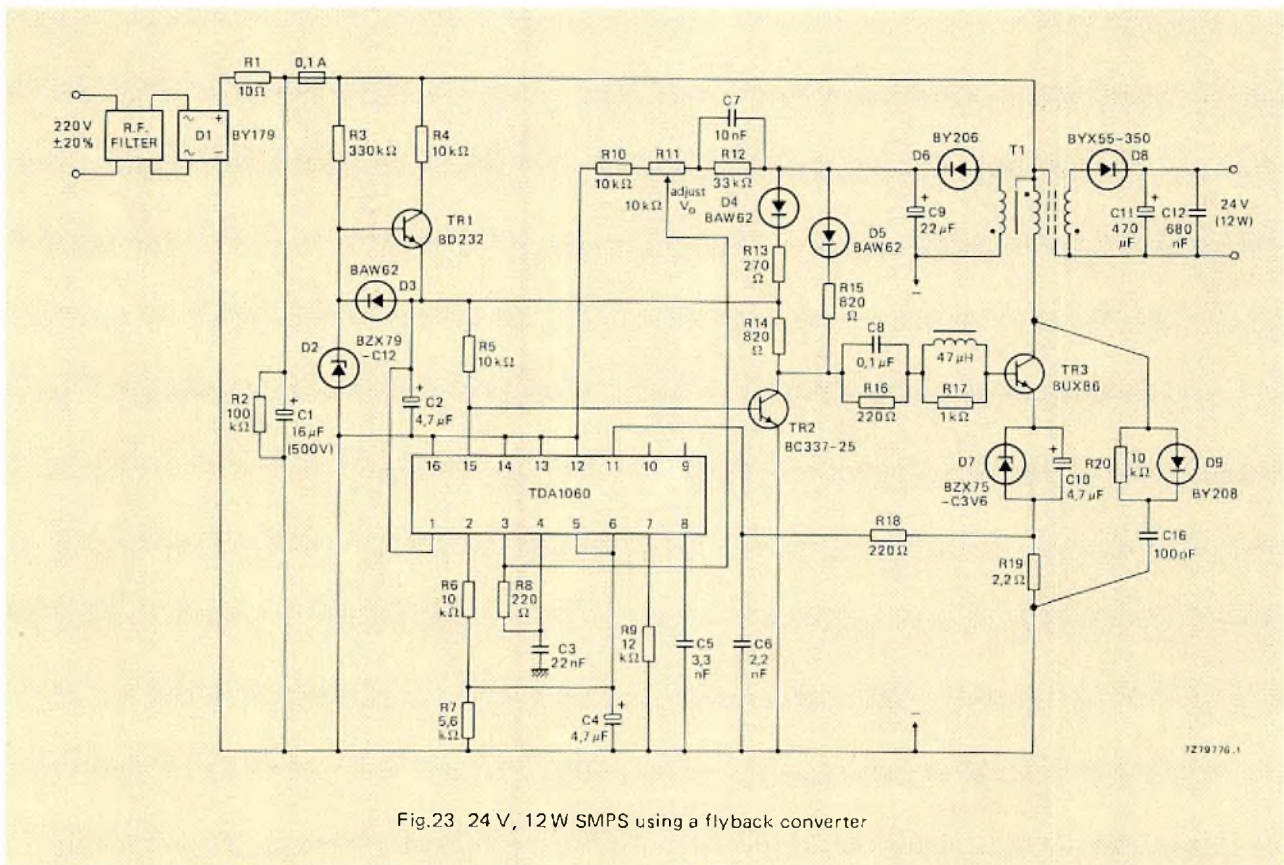 R1
10Ω
0,1 A
220 V
±20%
R.F.
FILTER
~
~
D1
+
−
BY179
R3
330kΩ
R4
10kΩ
TR1
BD232
BAW62
D3
BZX79
-C12
D2
R2
100
kΩ
+
C1
16μF
(500V)
+
C2
4,7μF
R5
10kΩ
C7
10nF
R10
10kΩ
R11
10kΩ
adjust
Vo
R12
33kΩ
D4
BAW62
R13
270
Ω
R14
820
Ω
D5
BAW62
R15
820
Ω
BY206
D6
+
C9
22μF
−
T1
BYX55-350
D8
+
C11
470
μF
C12
680
nF
24 V
(12W)
C8
0,1μF
R16
220Ω
47μH
R17
1kΩ
TR2
BC337-25
TR3
BUX86
D7
BZX75
-C3V6
+
C10
4,7μF
R20
10
kΩ
D9
BY208
C16
100pF
R18
220Ω
R19
2,2Ω
16 15 14 13 12 11 10 9
TDA1060
1 2 3 4 5 6 7 8
R6
10
kΩ
R8
220
Ω
C3
22nF
R7
5,6
kΩ
+
C4
4,7μF
R9
12
kΩ
C5
3,3
nF
C6
2,2
nF
−
7Z79776.1
Fig.23 24 V, 12W SMPS using a flyback converter